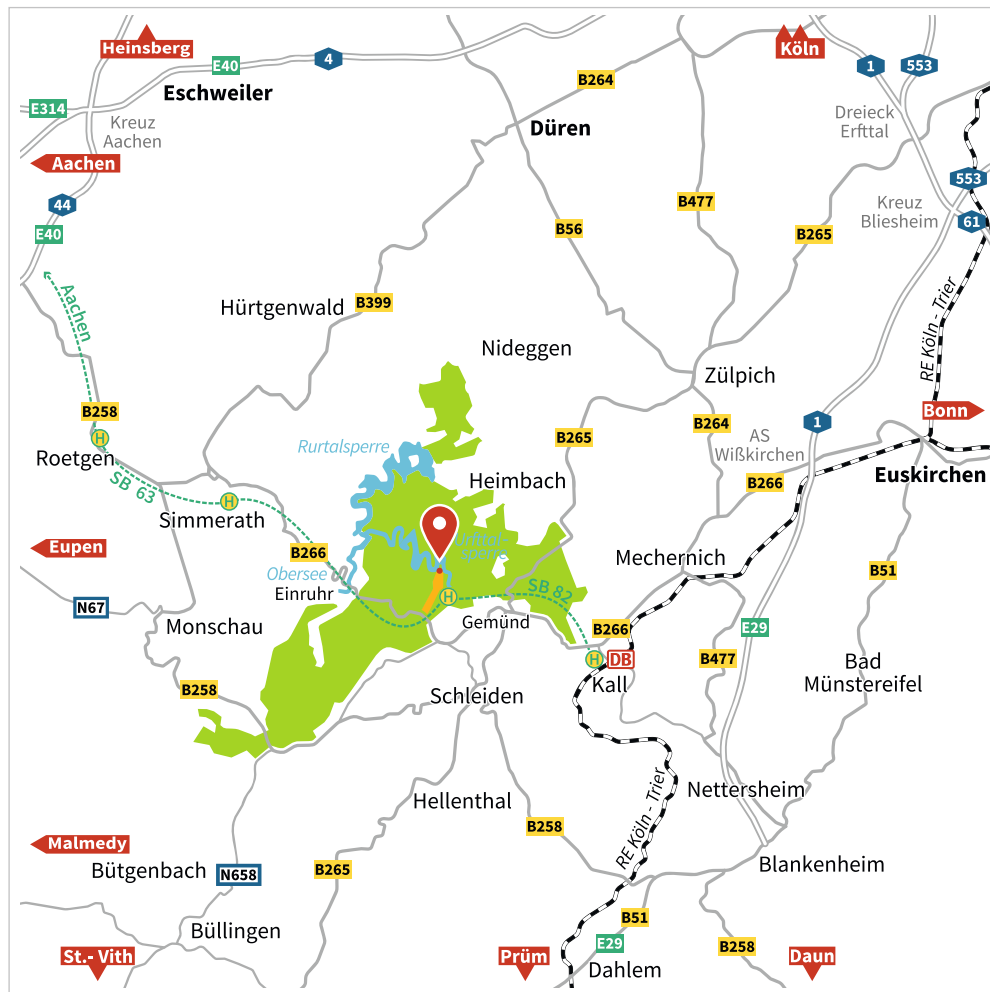 Heinsberg
Köln
E40
4
1
553
B264
Eschweiler
E314
Düren
Dreieck
Erfttal
Kreuz
Aachen
Aachen
553
44
B477
Kreuz
Bliesheim
61
E40
B56
B265
Aachen
Hürtgenwald
B399
RE Köln - Trier
Nideggen
Zülpich
B258
Bonn
H
Roetgen
Rurtalsperre
B265
B264
AS
Wißkirchen
1
SB 63
Heimbach
B266
Euskirchen
H
Simmerath
Urfttal-
sperre
Eupen
B266
Obersee
Einruhr
Mechernich
B51
N67
SB 82
H
Gemünd
Monschau
B266
E29
H
DB
B477
Bad
Münstereifel
Kall
B258
Schleiden
Nettersheim
Hellenthal
RE Köln - Trier
B258
Malmedy
Bütgenbach
N658
B265
Blankenheim
Büllingen
B51
E29
B258
St.- Vith
Prüm
Dahlem
Daun